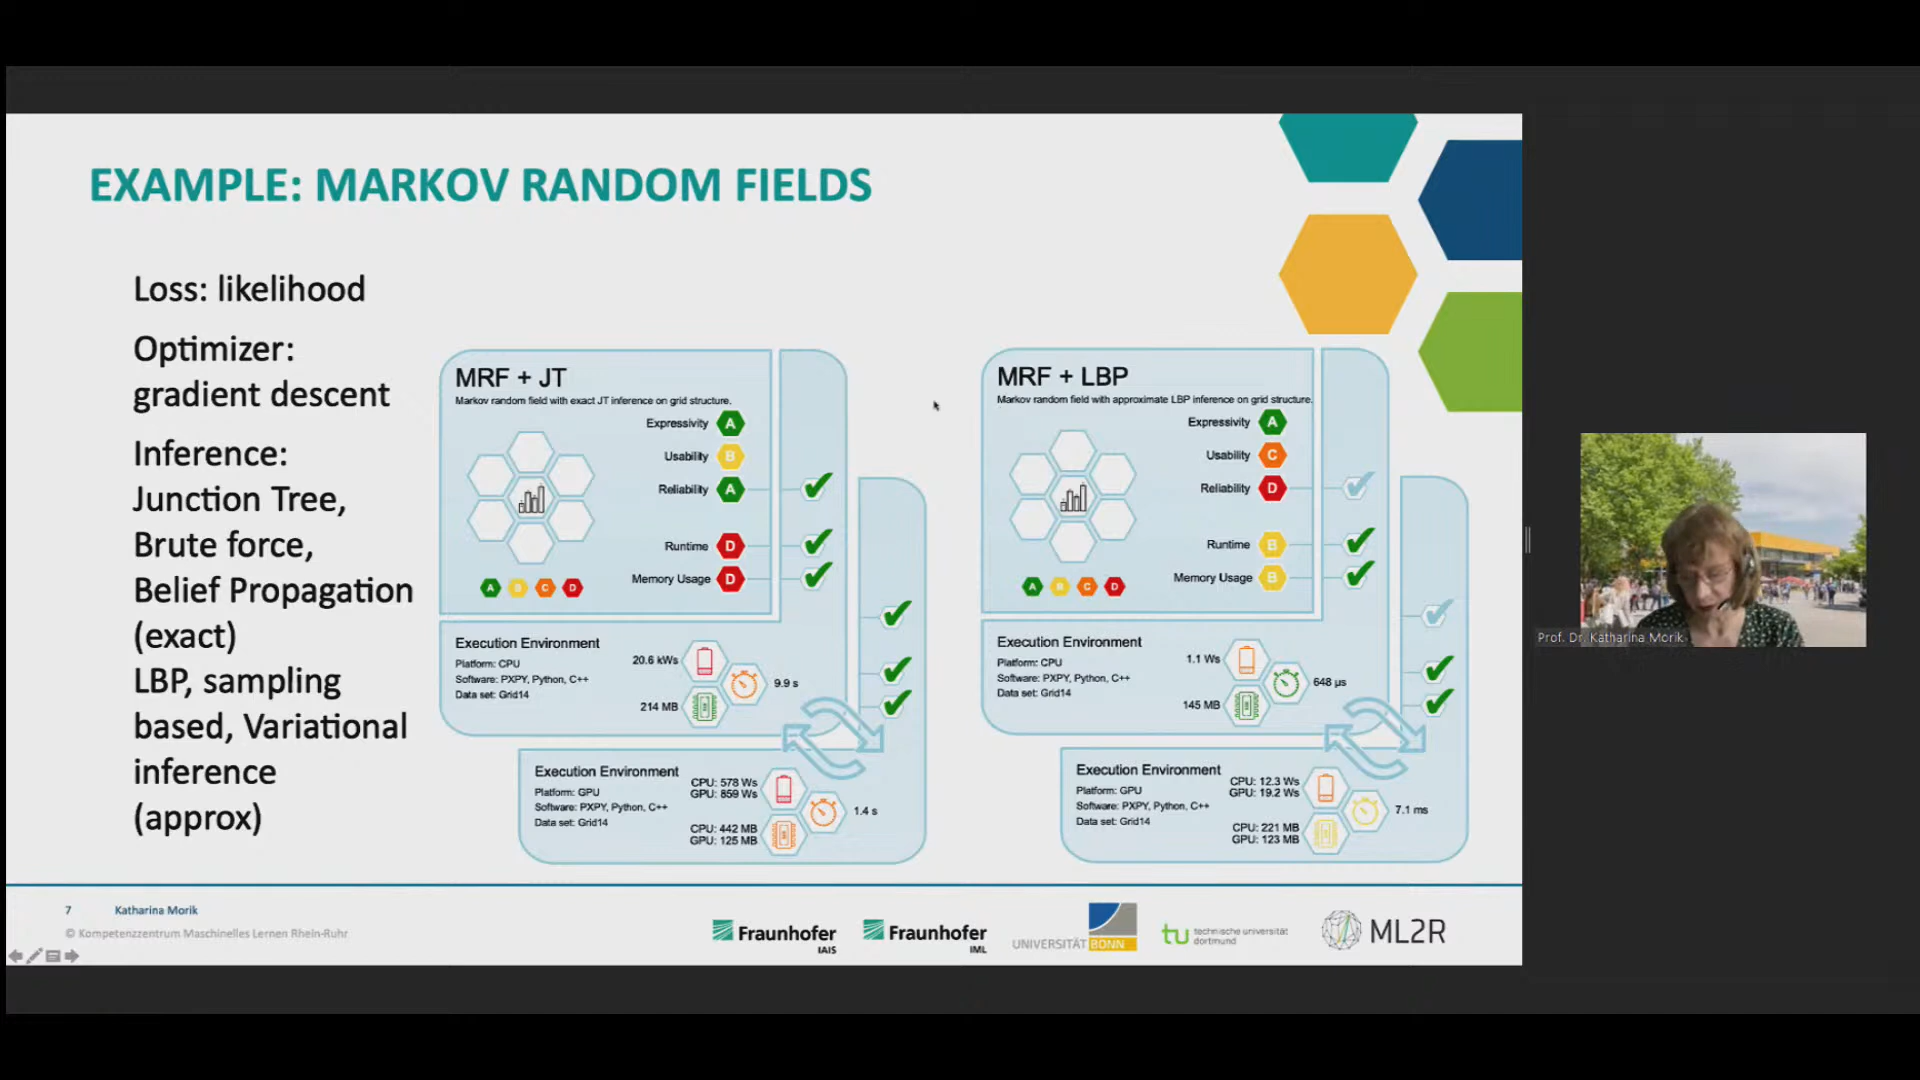 EXAMPLE: MARKOV RANDOM FIELDS
Loss: likelihood
Optimizer:
gradient descent
Inference:
Junction Tree,
Brute force,
Belief Propagation
(exact)
LBP, sampling
based, Variational
inference
(approx)
MRF + JT
Markov random field with exact JT inference on grid structure.
Expressivity A
Usability B
Reliability A
Runtime D
Memory Usage D
A B C D
Execution Environment
Platform: CPU
Software: PXPY, Python, C++
Data set: Grid14
20.6 kWs
9.9 s
214 MB
Execution Environment
Platform: GPU
Software: PXPY, Python, C++
Data set: Grid14
CPU: 578 Ws
GPU: 859 Ws
1.4 s
CPU: 442 MB
GPU: 125 MB
MRF + LBP
Markov random field with approximate LBP inference on grid structure.
Expressivity A
Usability C
Reliability D
Runtime B
Memory Usage B
A B C D
Execution Environment
Platform: CPU
Software: PXPY, Python, C++
Data set: Grid14
1.1 Ws
648 µs
145 MB
Execution Environment
Platform: GPU
Software: PXPY, Python, C++
Data set: Grid14
CPU: 12.3 Ws
GPU: 19.2 Ws
7.1 ms
CPU: 221 MB
GPU: 123 MB
Prof. Dr. Katharina Morik
7 Katharina Morik
© Kompetenzzentrum Maschinelles Lernen Rhein-Ruhr
Fraunhofer
IAIS
Fraunhofer
IML
UNIVERSITÄT BONN
tu technische universität
dortmund
ML2R